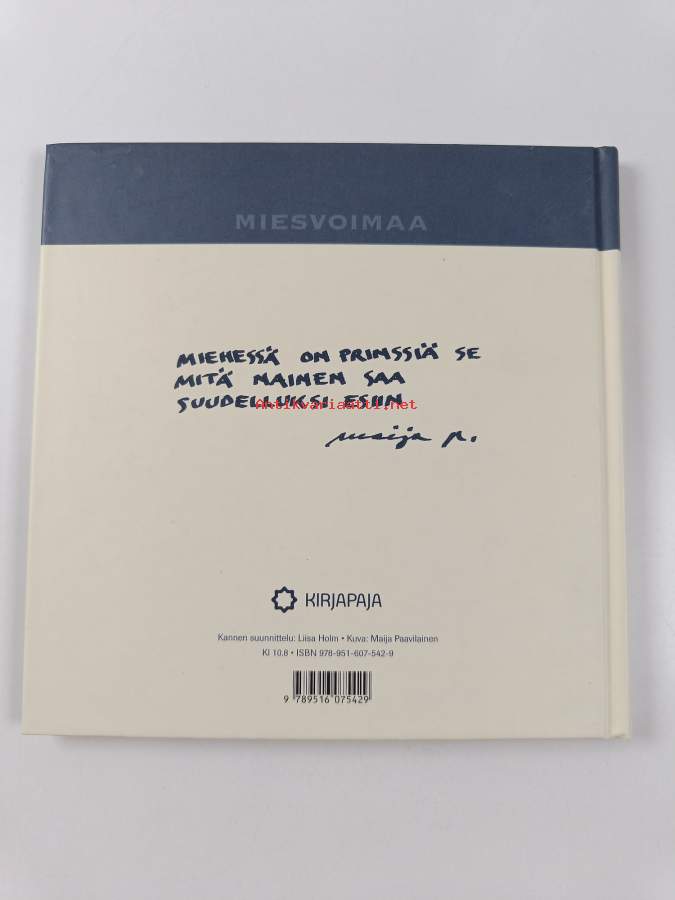 MIESVOIMAA
MIEHESSÄ ON PRINSSIÄ SE
MITÄ NAINEN SAA
SUUDELLUKSI ESIIN
Antikvariaatti.net
maija p.
KIRJAPAJA
Kannen suunnittelu: Liisa Holm • Kuva: Maija Paavilainen
Kl 10.8 • ISBN 978-951-607-542-9
9 789516 075429